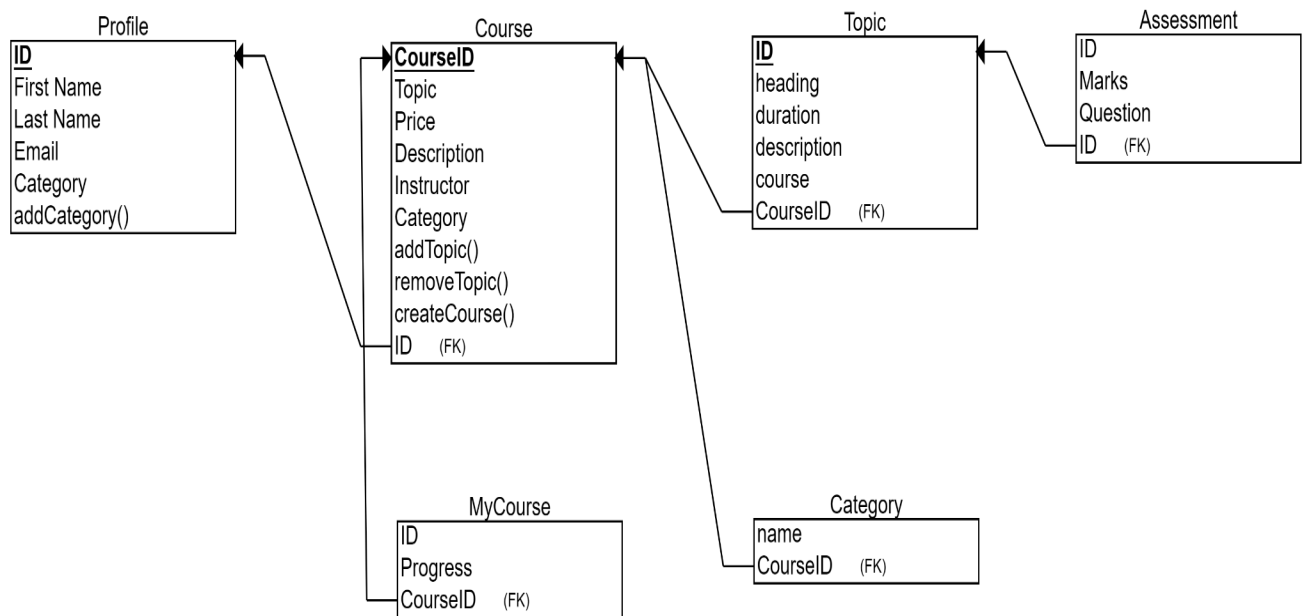 Profile
ID
First Name
Last Name
Email
Category
addCategory()
Course
CourseID
Topic
Price
Description
Instructor
Category
addTopic()
removeTopic()
createCourse()
ID (FK)
Topic
ID
heading
duration
description
course
CourseID (FK)
Assessment
ID
Marks
Question
ID (FK)
MyCourse
ID
Progress
CourseID (FK)
Category
name
CourseID (FK)